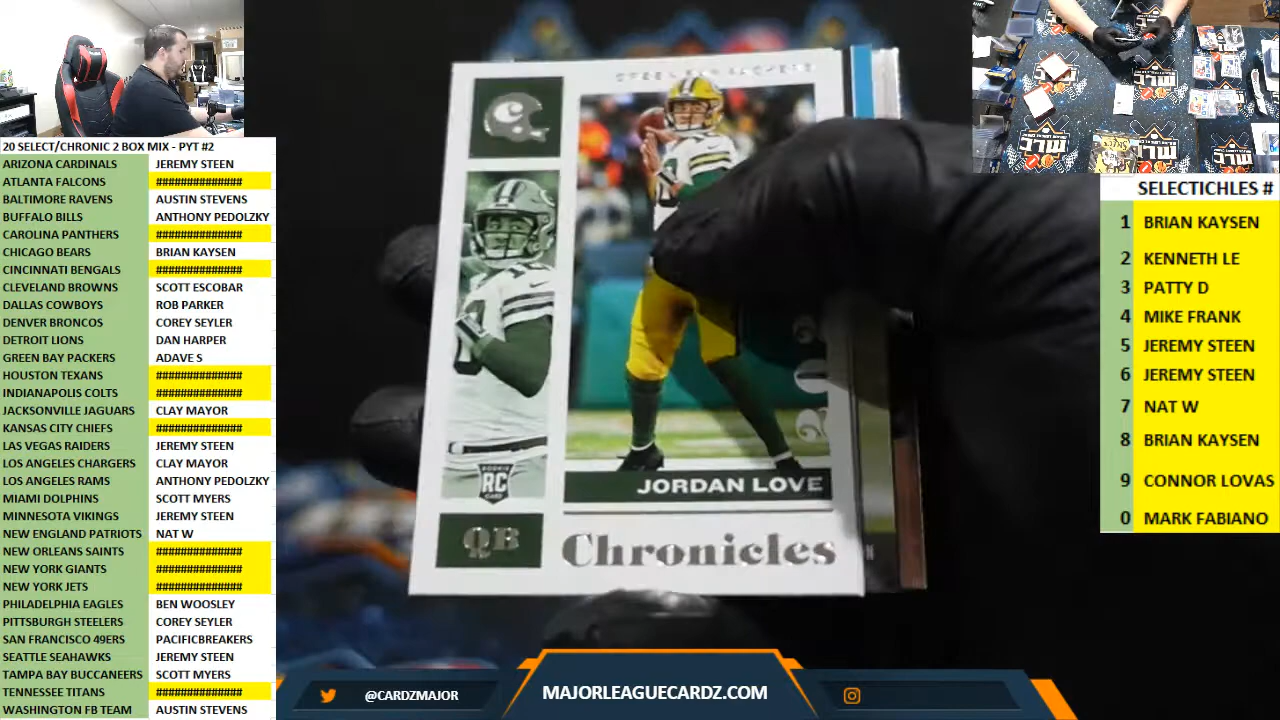 20 SELECT/CHRONIC 2 BOX MIX - PYT #2
ARIZONA CARDINALS JEREMY STEEN
ATLANTA FALCONS ##############
BALTIMORE RAVENS AUSTIN STEVENS
BUFFALO BILLS ANTHONY PEDOLZKY
CAROLINA PANTHERS ##############
CHICAGO BEARS BRIAN KAYSEN
CINCINNATI BENGALS ##############
CLEVELAND BROWNS SCOTT ESCOBAR
DALLAS COWBOYS ROB PARKER
DENVER BRONCOS COREY SEYLER
DETROIT LIONS DAN HARPER
GREEN BAY PACKERS ADAVE S
HOUSTON TEXANS ##############
INDIANAPOLIS COLTS ##############
JACKSONVILLE JAGUARS CLAY MAYOR
KANSAS CITY CHIEFS ##############
LAS VEGAS RAIDERS JEREMY STEEN
LOS ANGELES CHARGERS CLAY MAYOR
LOS ANGELES RAMS ANTHONY PEDOLZKY
MIAMI DOLPHINS SCOTT MYERS
MINNESOTA VIKINGS JEREMY STEEN
NEW ENGLAND PATRIOTS NAT W
NEW ORLEANS SAINTS ##############
NEW YORK GIANTS ##############
NEW YORK JETS ##############
PHILADELPHIA EAGLES BEN WOOSLEY
PITTSBURGH STEELERS COREY SEYLER
SAN FRANCISCO 49ERS PACIFICBREAKERS
SEATTLE SEAHAWKS JEREMY STEEN
TAMPA BAY BUCCANEERS SCOTT MYERS
TENNESSEE TITANS ##############
WASHINGTON FB TEAM AUSTIN STEVENS
GREEN BAY PACKERS
ROOKIE
RC
CARD
JORDAN LOVE
QB
Chronicles
@CARDZMAJOR
MAJORLEAGUECARDZ.COM
SELECTICHLES #
1 BRIAN KAYSEN
2 KENNETH LE
3 PATTY D
4 MIKE FRANK
5 JEREMY STEEN
6 JEREMY STEEN
7 NAT W
8 BRIAN KAYSEN
9 CONNOR LOVAS
0 MARK FABIANO